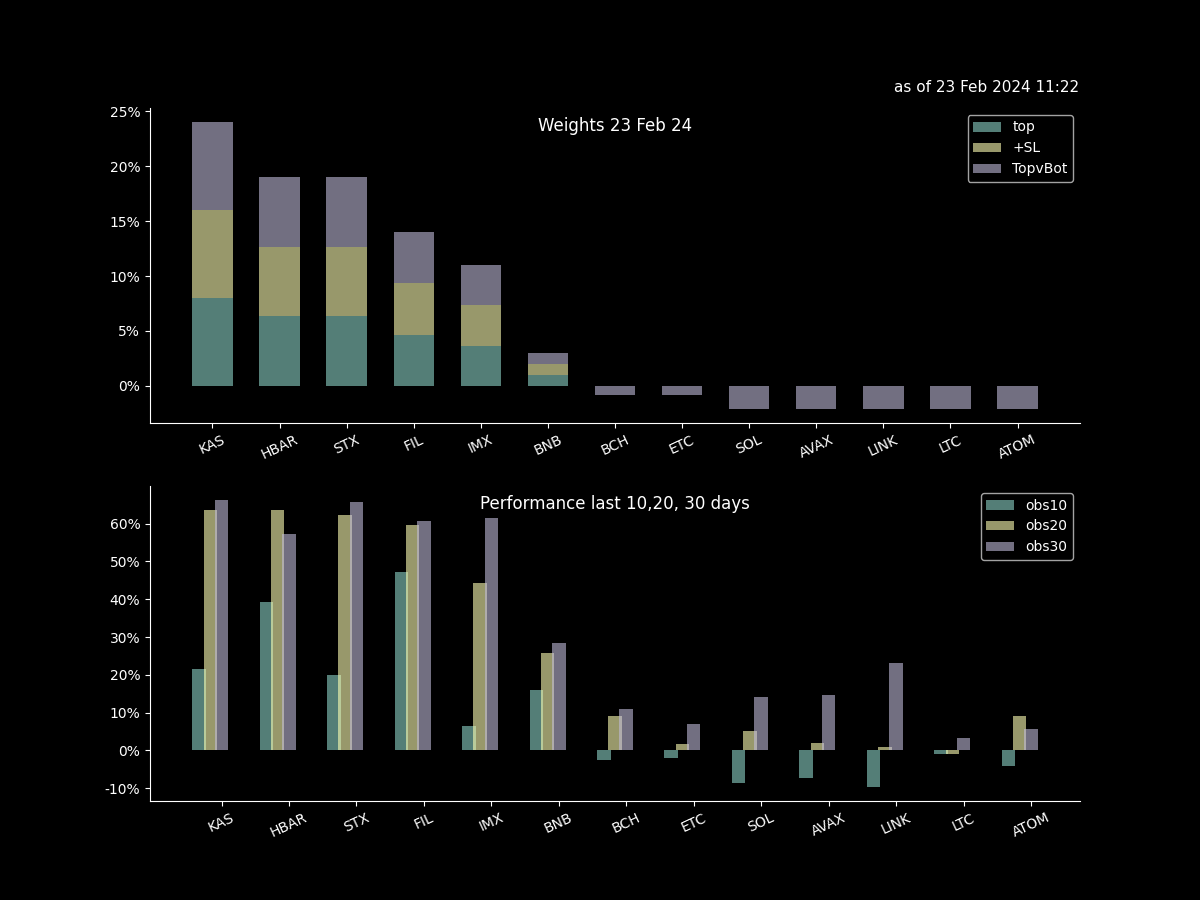 as of 23 Feb 2024 11:22
Weights 23 Feb 24
top
+SL
TopvBot
25%
20%
15%
10%
5%
0%
KAS HBAR STX FIL IMX BNB BCH ETC SOL AVAX LINK LTC ATOM
Performance last 10,20, 30 days
obs10
obs20
obs30
60%
50%
40%
30%
20%
10%
0%
-10%
KAS HBAR STX FIL IMX BNB BCH ETC SOL AVAX LINK LTC ATOM